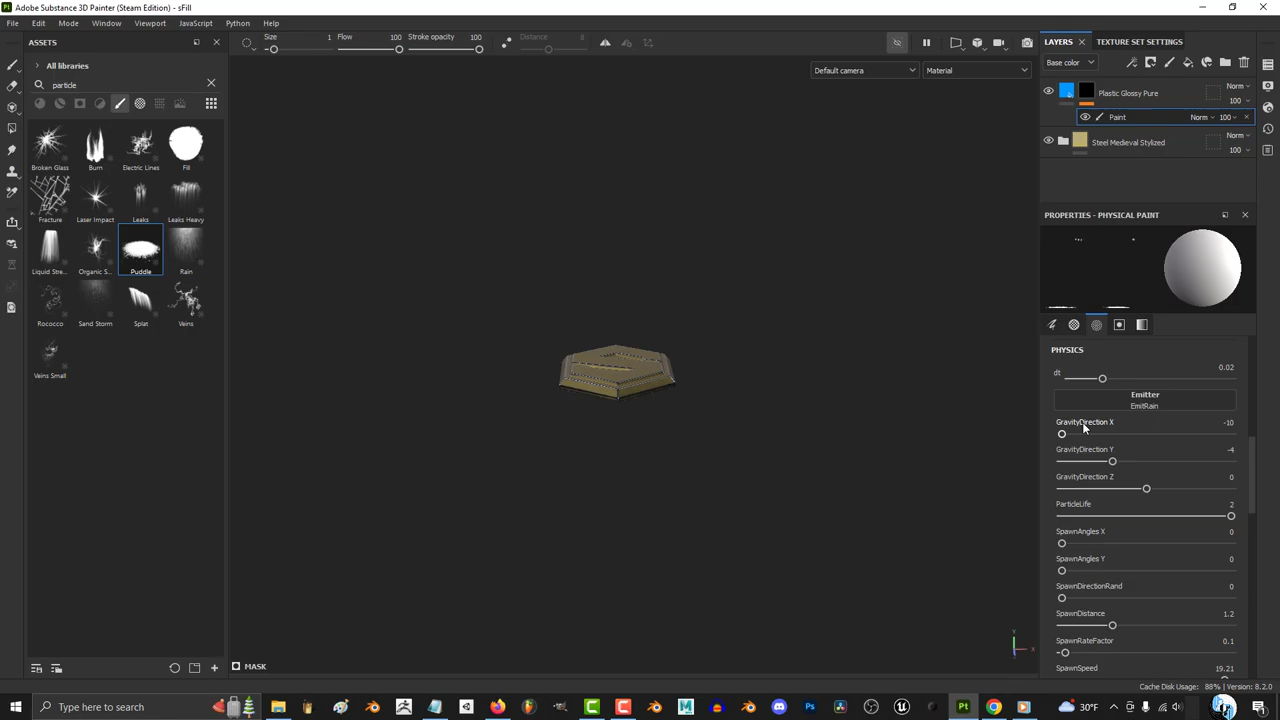 Adobe Substance 3D Painter (Steam Edition) - sFill
File Edit Mode Window Viewport JavaScript Python Help
ASSETS
Size 1 Flow 100 Stroke opacity 100 Distance 8
All libraries
particle
Broken Glass Burn Electric Lines Fill
Fracture Laser Impact Leaks Leaks Heavy
Liquid Stre... Organic S... Puddle Rain
Rococco Sand Storm Splat Veins
Veins Small
Default camera Material
MASK
LAYERS TEXTURE SET SETTINGS
Base color
Plastic Glossy Pure Norm
100
Paint Norm 100
Steel Medieval Stylized Norm
100
PROPERTIES - PHYSICAL PAINT
PHYSICS
dt 0.02
Emitter
EmitRain
GravityDirection X -10
GravityDirection Y -4
GravityDirection Z 0
ParticleLife 2
SpawnAngles X 0
SpawnAngles Y 0
SpawnDirectionRand 0
SpawnDistance 1.2
SpawnRateFactor 0.1
SpawnSpeed 19.21
Cache Disk Usage: 88% | Version: 8.2.0
Type here to search
30°F